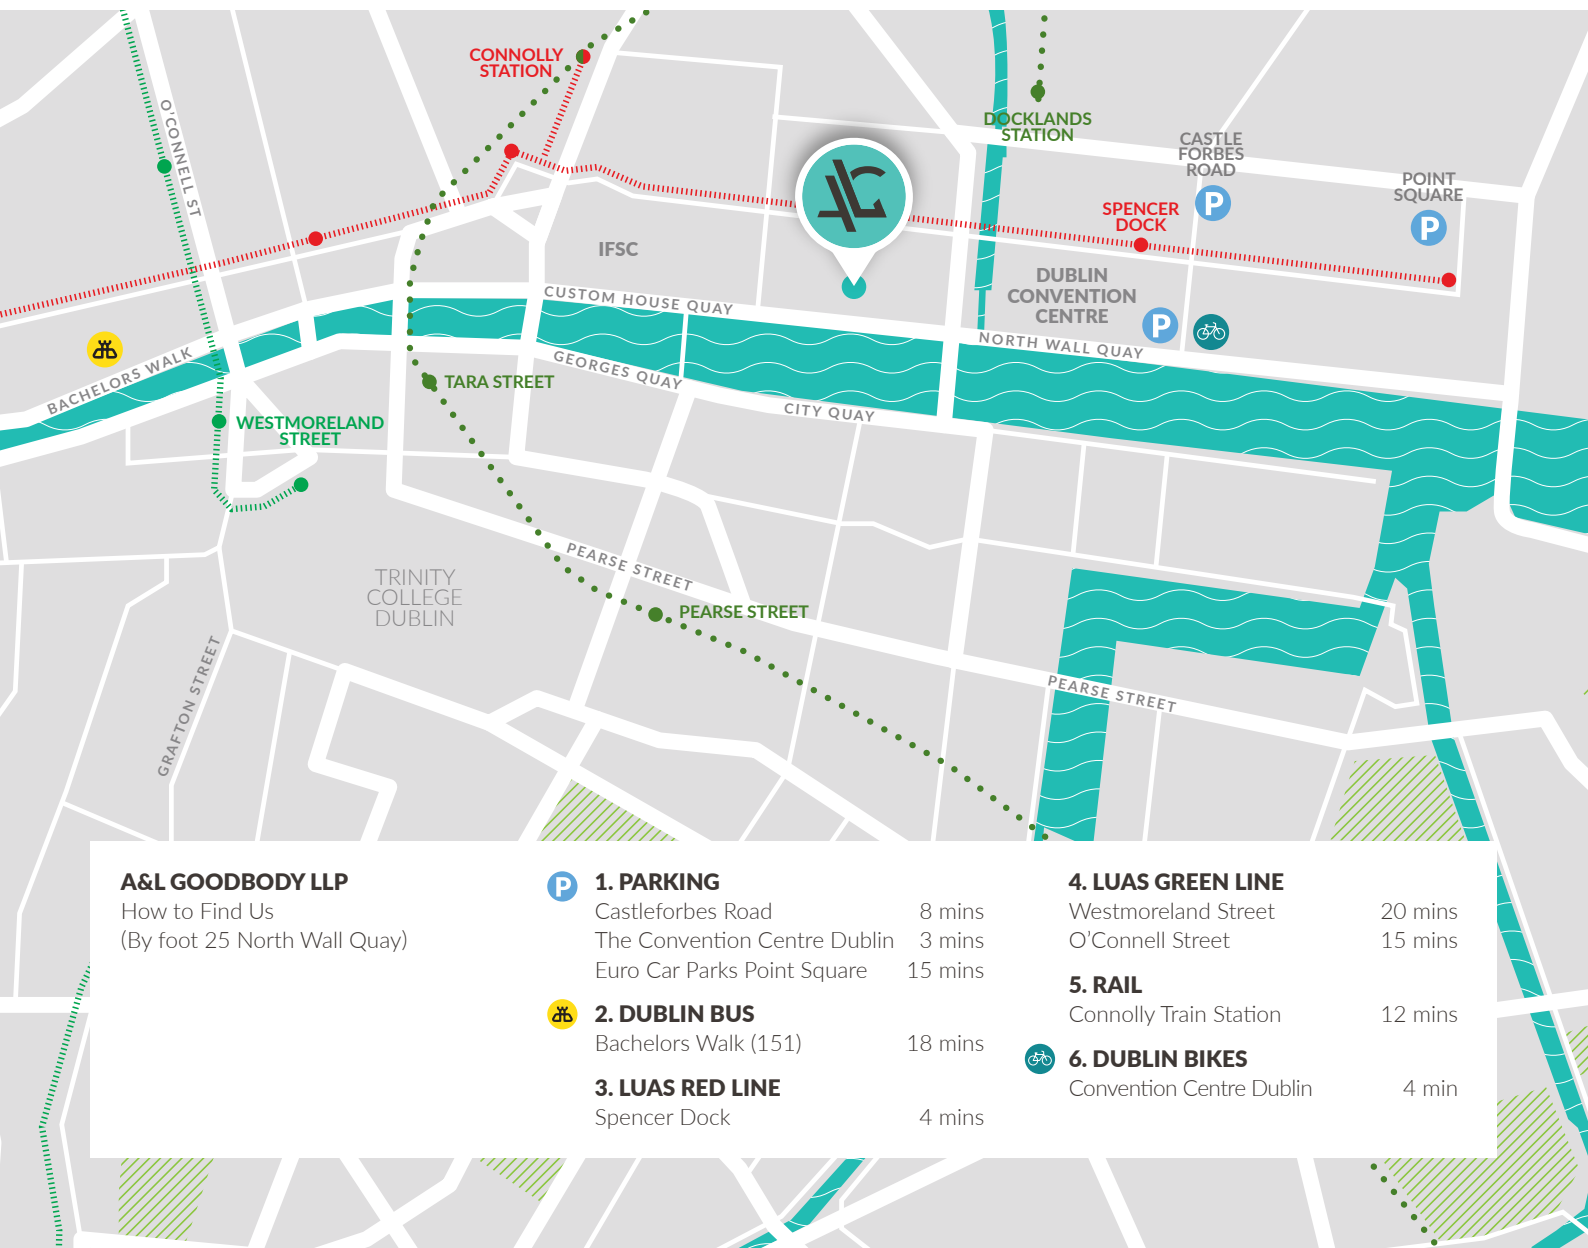 CONNOLLY
STATION
O'CONNELL ST
DOCKLANDS
STATION
CASTLE
FORBES
ROAD
P
POINT
SQUARE
P
SPENCER
DOCK
IFSC
DUBLIN
CONVENTION
CENTRE
P
CUSTOM HOUSE QUAY
NORTH WALL QUAY
BACHELORS WALK
GEORGES QUAY
TARA STREET
CITY QUAY
WESTMORELAND
STREET
PEARSE STREET
TRINITY
COLLEGE
DUBLIN
PEARSE STREET
GRAFTON STREET
PEARSE STREET
A&L GOODBODY LLP
How to Find Us
(By foot 25 North Wall Quay)
P
1. PARKING
Castleforbes Road 8 mins
The Convention Centre Dublin 3 mins
Euro Car Parks Point Square 15 mins
2. DUBLIN BUS
Bachelors Walk (151) 18 mins
3. LUAS RED LINE
Spencer Dock 4 mins
4. LUAS GREEN LINE
Westmoreland Street 20 mins
O'Connell Street 15 mins
5. RAIL
Connolly Train Station 12 mins
6. DUBLIN BIKES
Convention Centre Dublin 4 min